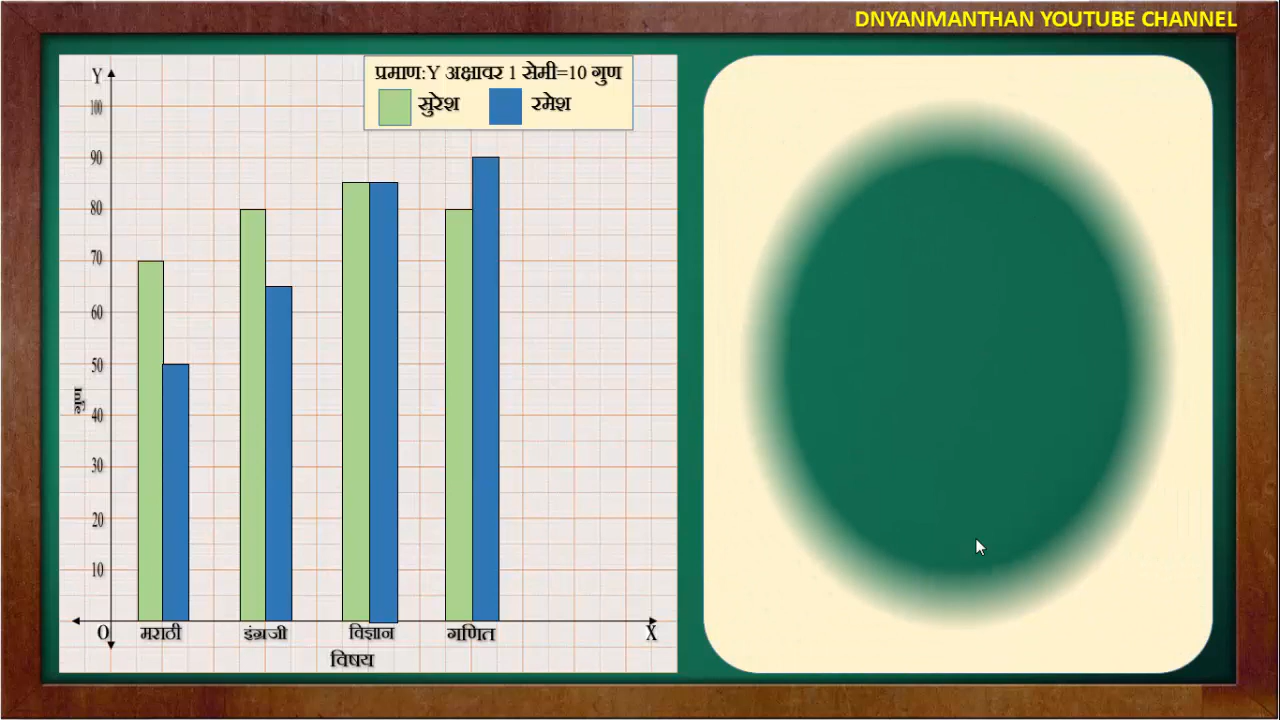 DNYANMANTHAN YOUTUBE CHANNEL
प्रमाण:Y अक्षावर 1 सेमी=10 गुण
सुरेश रमेश
Y
100
90
80
70
60
50
40
30
20
10
O
X
मराठी इंग्रजी विज्ञान गणित
विषय